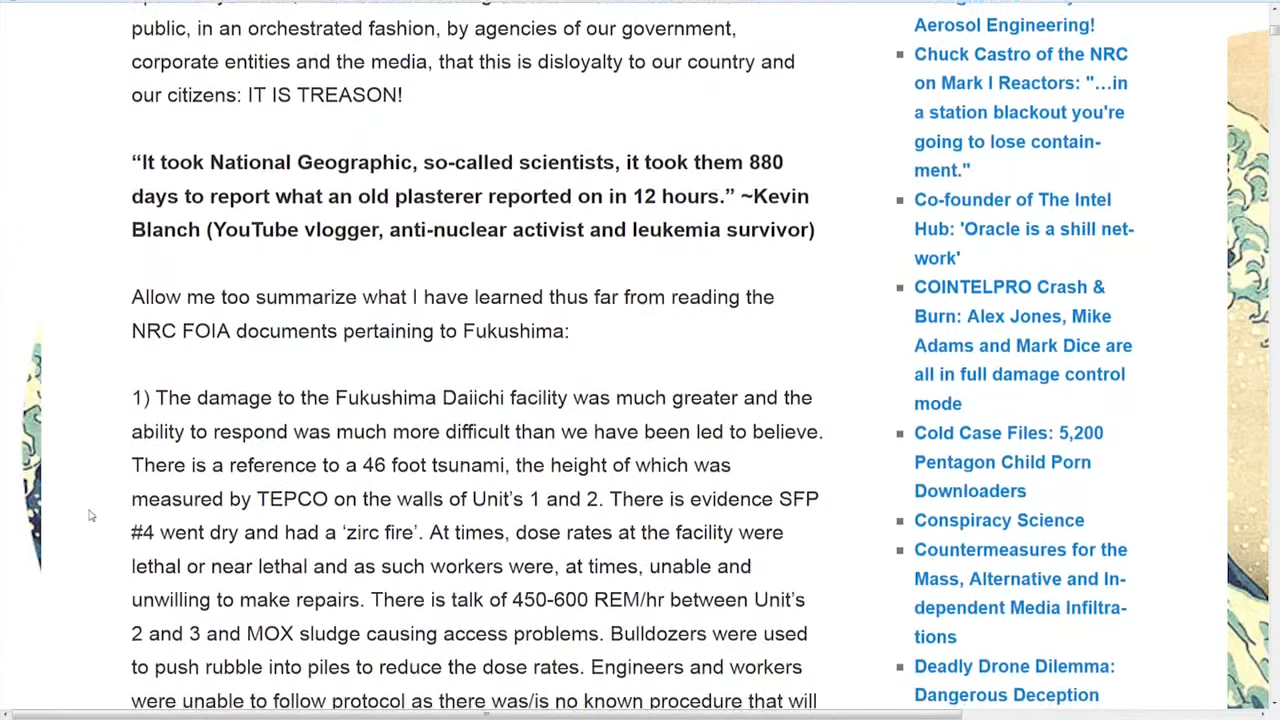 public, in an orchestrated fashion, by agencies of our government,
corporate entities and the media, that this is disloyalty to our country and
our citizens: IT IS TREASON!
“It took National Geographic, so-called scientists, it took them 880
days to report what an old plasterer reported on in 12 hours.” ~Kevin
Blanch (YouTube vlogger, anti-nuclear activist and leukemia survivor)
Allow me too summarize what I have learned thus far from reading the
NRC FOIA documents pertaining to Fukushima:
1) The damage to the Fukushima Daiichi facility was much greater and the
ability to respond was much more difficult than we have been led to believe.
There is a reference to a 46 foot tsunami, the height of which was
measured by TEPCO on the walls of Unit’s 1 and 2. There is evidence SFP
#4 went dry and had a ‘zirc fire’. At times, dose rates at the facility were
lethal or near lethal and as such workers were, at times, unable and
unwilling to make repairs. There is talk of 450-600 REM/hr between Unit’s
2 and 3 and MOX sludge causing access problems. Bulldozers were used
to push rubble into piles to reduce the dose rates. Engineers and workers
were unable to follow protocol as there was/is no known procedure that will
Aerosol Engineering!
Chuck Castro of the NRC
on Mark I Reactors: "…in
a station blackout you're
going to lose contain-
ment."
Co-founder of The Intel
Hub: 'Oracle is a shill net-
work'
COINTELPRO Crash &
Burn: Alex Jones, Mike
Adams and Mark Dice are
all in full damage control
mode
Cold Case Files: 5,200
Pentagon Child Porn
Downloaders
Conspiracy Science
Countermeasures for the
Mass, Alternative and In-
dependent Media Infiltra-
tions
Deadly Drone Dilemma:
Dangerous Deception